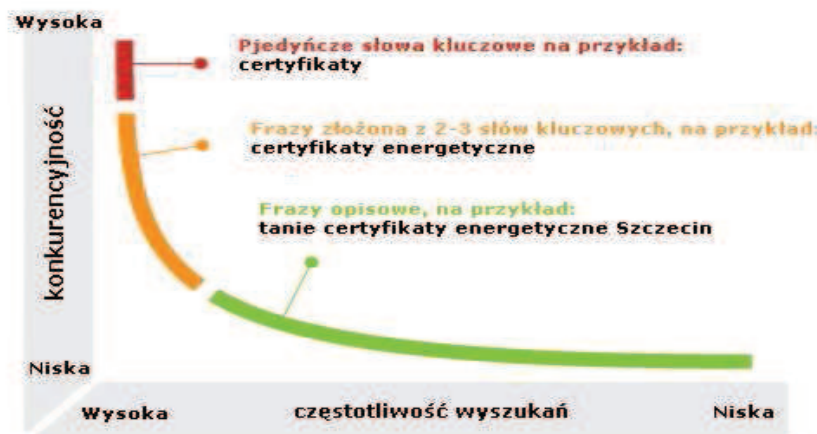 Wysoka
Pjedyńcze słowa kluczowe na przykład:
certyfikaty
Frazy złożona z 2-3 słów kluczowych, na przykład:
certyfikaty energetyczne
Frazy opisowe, na przykład:
tanie certyfikaty energetyczne Szczecin
konkurencyjność
Niska
Wysoka częstotliwość wyszukań Niska